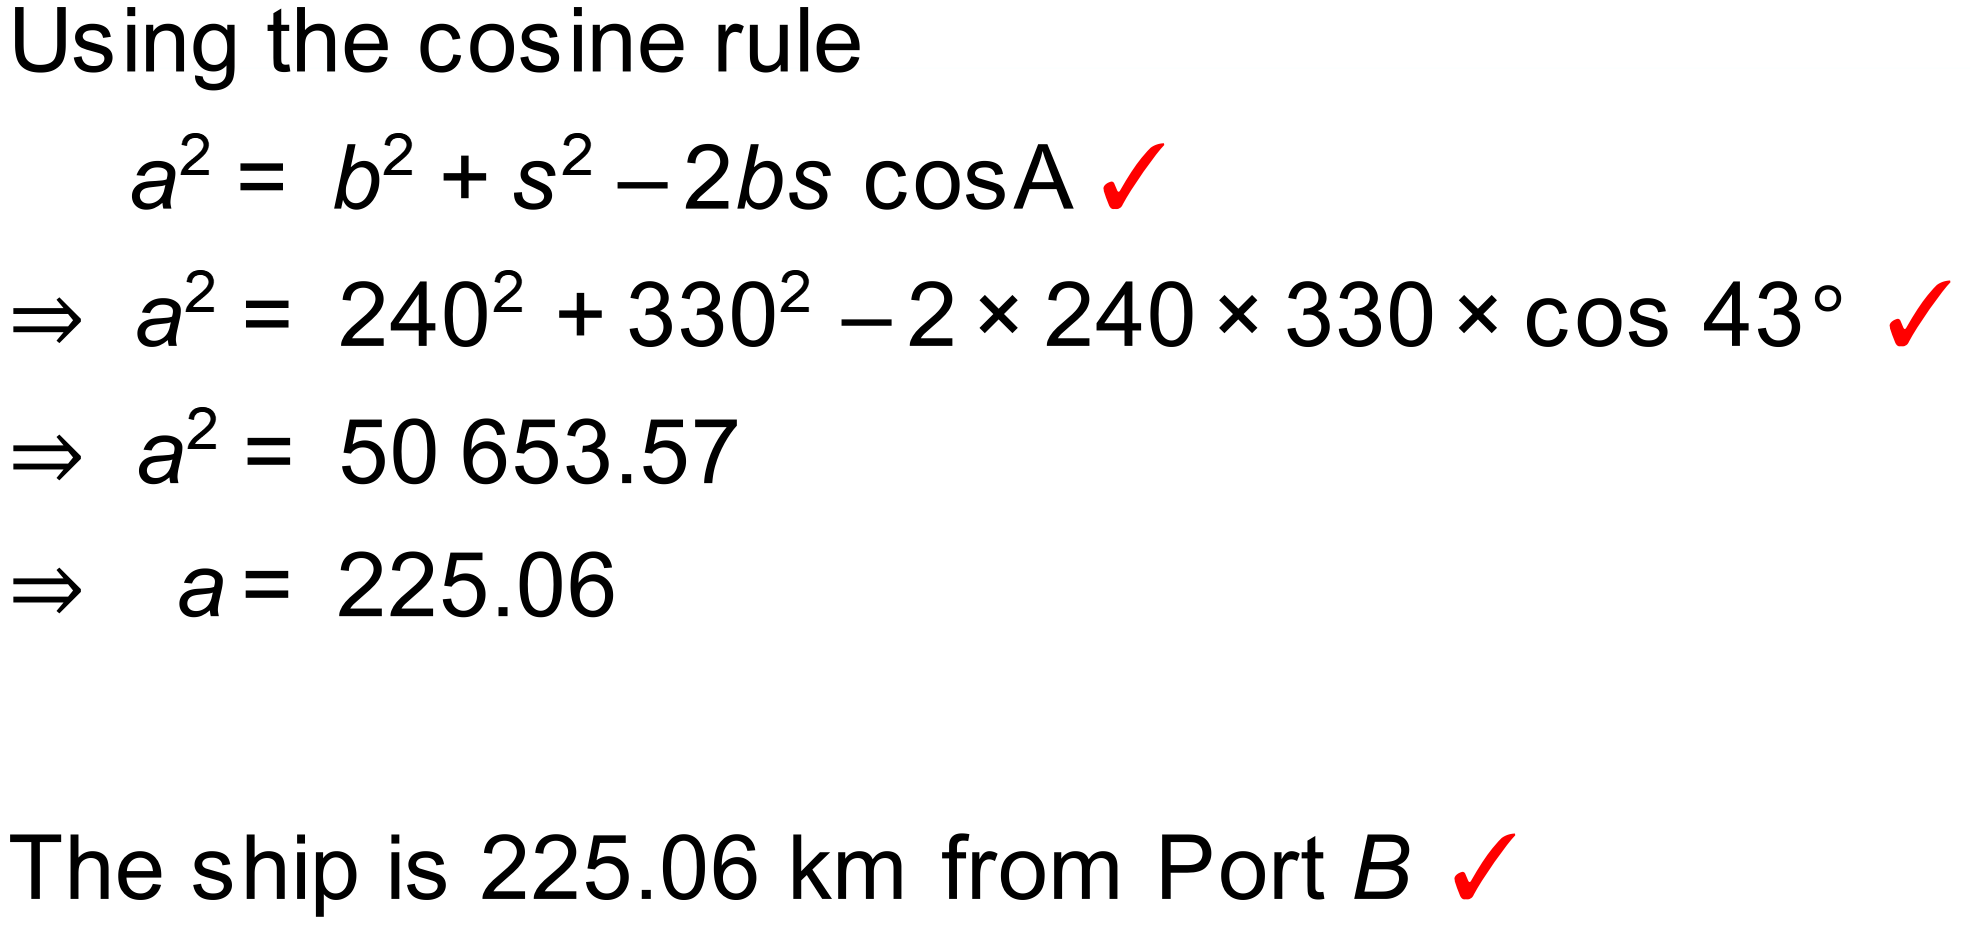 Using the cosine rule
a² = b² + s² – 2bs cosA ✓
⇒ a² = 240² + 330² – 2 × 240 × 330 × cos 43° ✓
⇒ a² = 50 653.57
⇒ a = 225.06
The ship is 225.06 km from Port B ✓